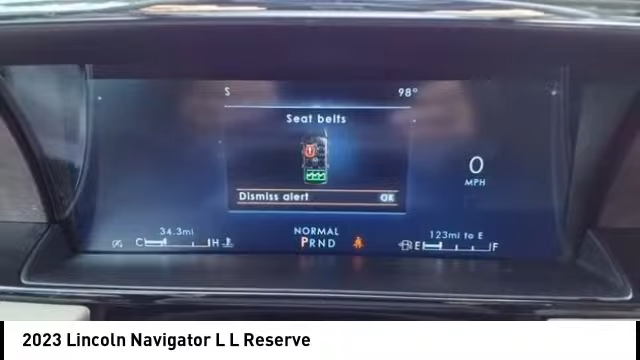 S 98°
Seat belts
0
MPH
Dismiss alert OK
34.3mi NORMAL 123mi to E
C H PRND E F
2023 Lincoln Navigator L L Reserve